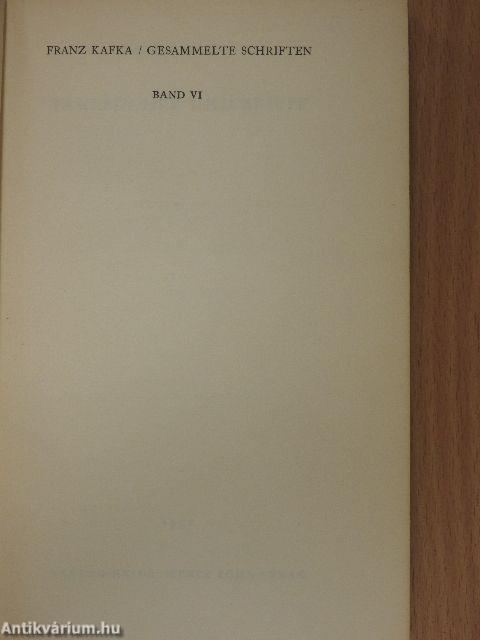 FRANZ KAFKA / GESAMMELTE SCHRIFTEN
BAND VI
Antikvárium.hu